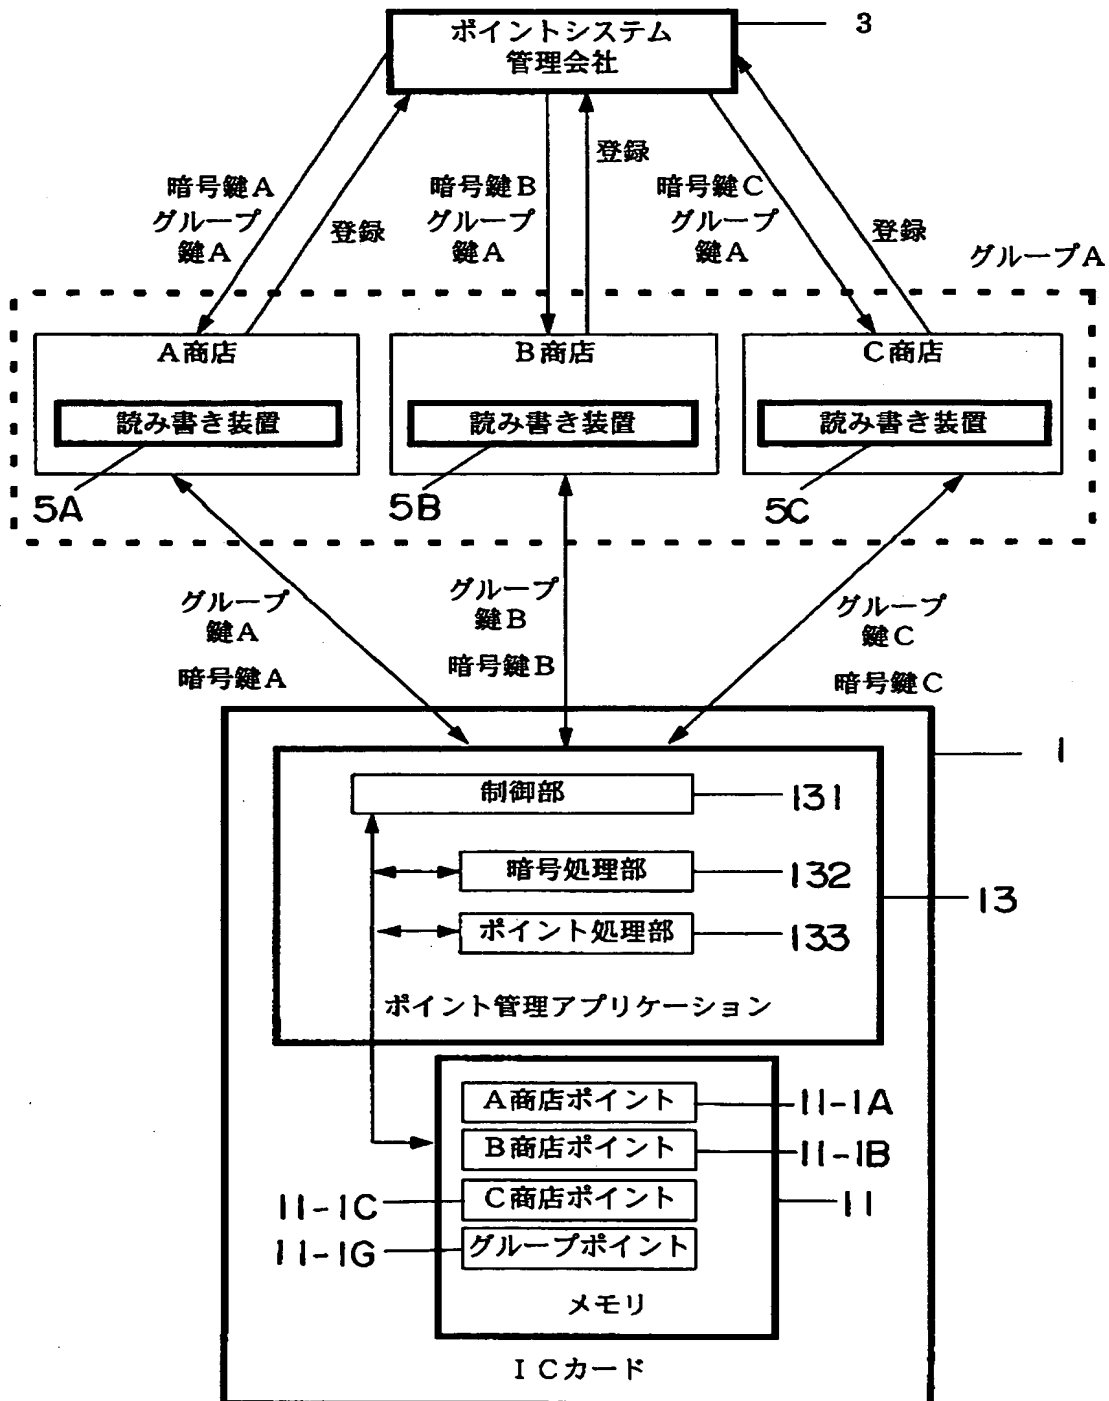 ポイントシステム
管理会社
3
暗号鍵A
グループ
鍵A
登録
暗号鍵B
グループ
鍵A
登録
暗号鍵C
グループ
鍵A
登録
グループA
A商店
読み書き装置
5A
B商店
読み書き装置
5B
C商店
読み書き装置
5C
グループ
鍵A
暗号鍵A
グループ
鍵B
暗号鍵B
グループ
鍵C
暗号鍵C
1
制御部
131
暗号処理部
132
13
ポイント処理部
133
ポイント管理アプリケーション
A商店ポイント
11-1A
B商店ポイント
11-1B
11-1C
C商店ポイント
11
11-1G
グループポイント
メモリ
ICカード